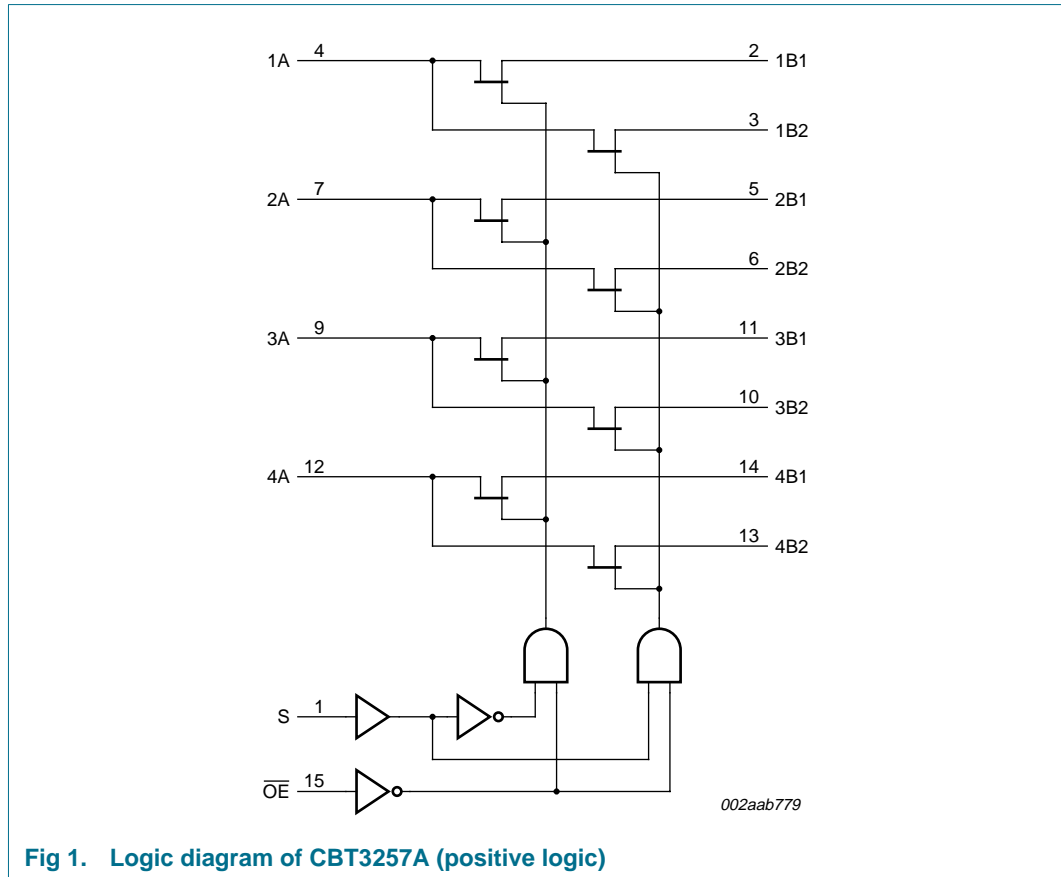 1A 4 2 1B1
3 1B2
2A 7 5 2B1
6 2B2
3A 9 11 3B1
10 3B2
4A 12 14 4B1
13 4B2
S 1
O̅E̅ 15
002aab779
Fig 1. Logic diagram of CBT3257A (positive logic)